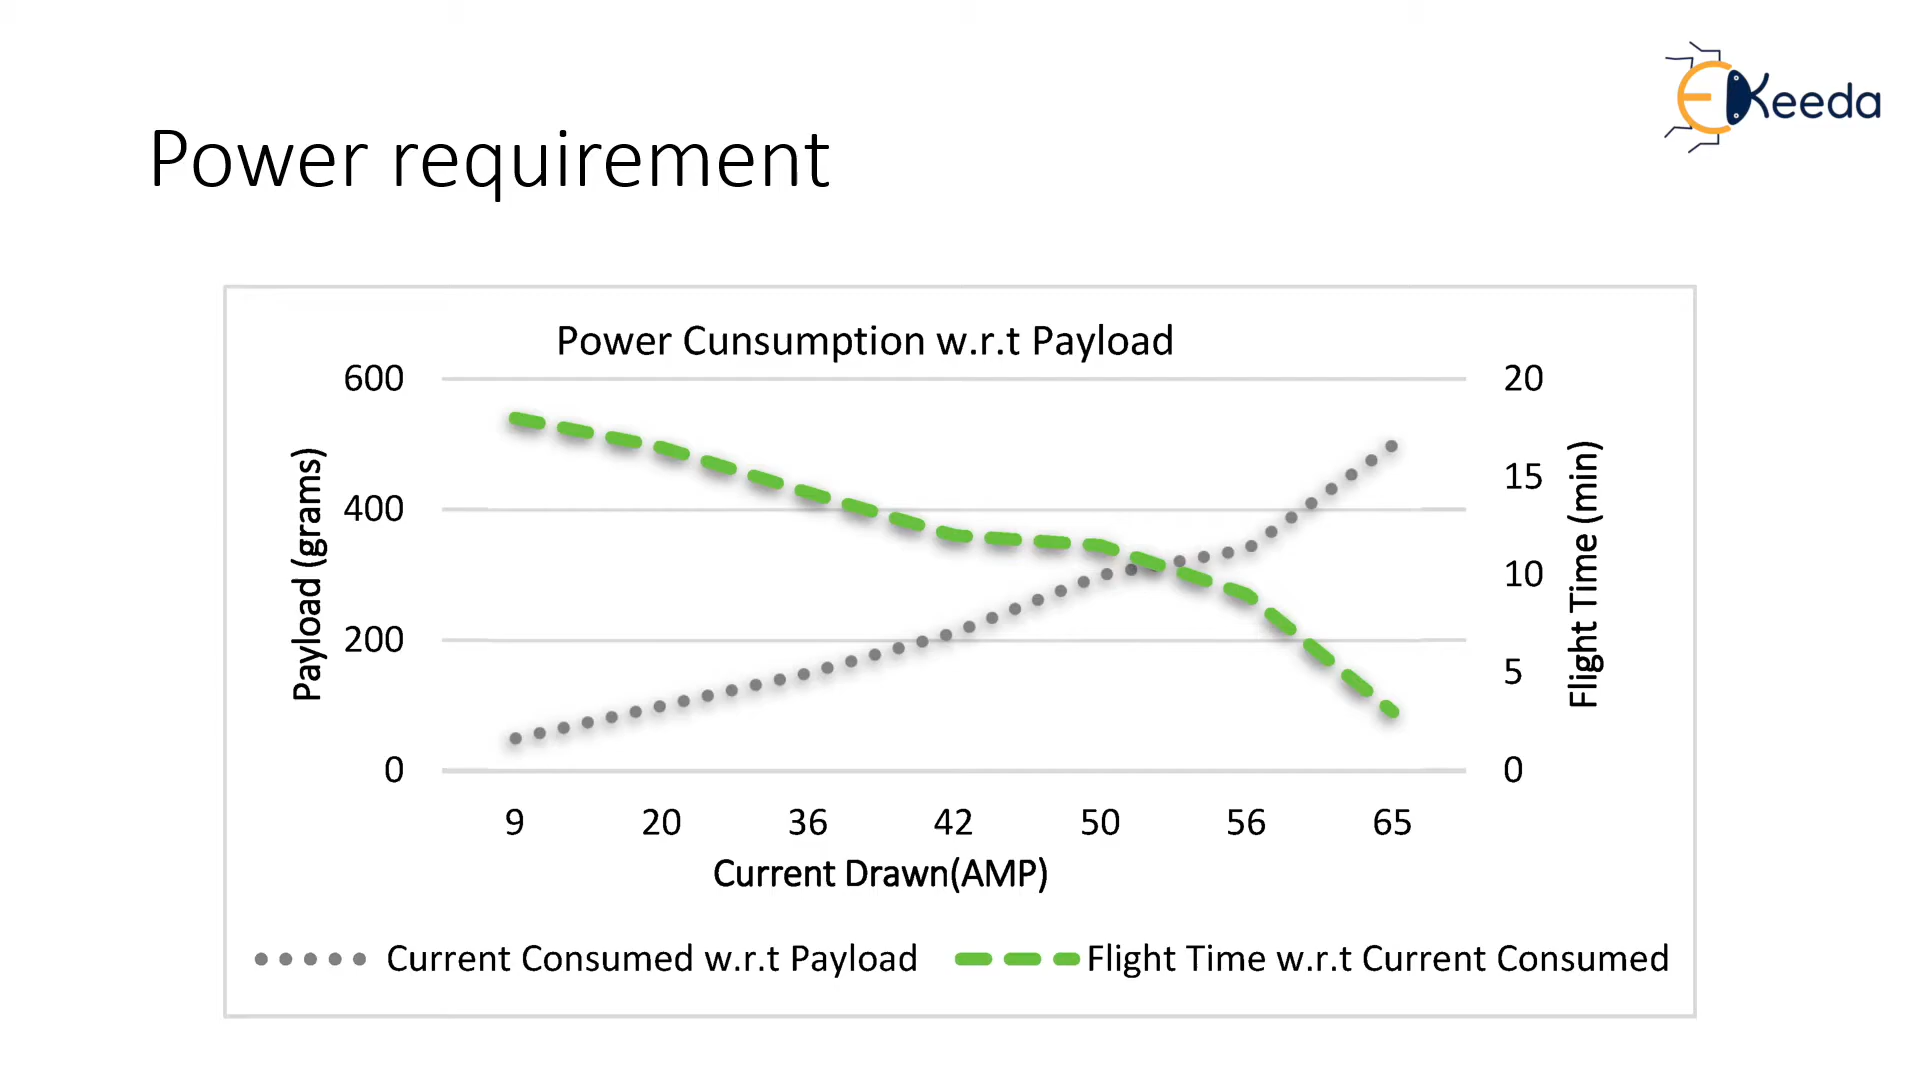 EKeeda
Power requirement
Power Cunsumption w.r.t Payload
600
400
200
0
Payload (grams)
20
15
10
5
0
Flight Time (min)
9 20 36 42 50 56 65
Current Drawn(AMP)
Current Consumed w.r.t Payload Flight Time w.r.t Current Consumed